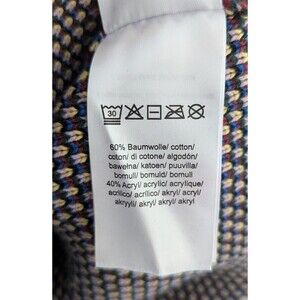 30
60% Baumwolle/ cotton/
coton/ di cotone/ algodón/
bawełna/ katoen/ puuvilla/
bomull/ bomuld/ bomull/
40% Acryl/ acrylic/ acrylique/
acrilico/ acrílico/ akryl/ acryl/
akryyli/ akryl/ akryl/ akryl/